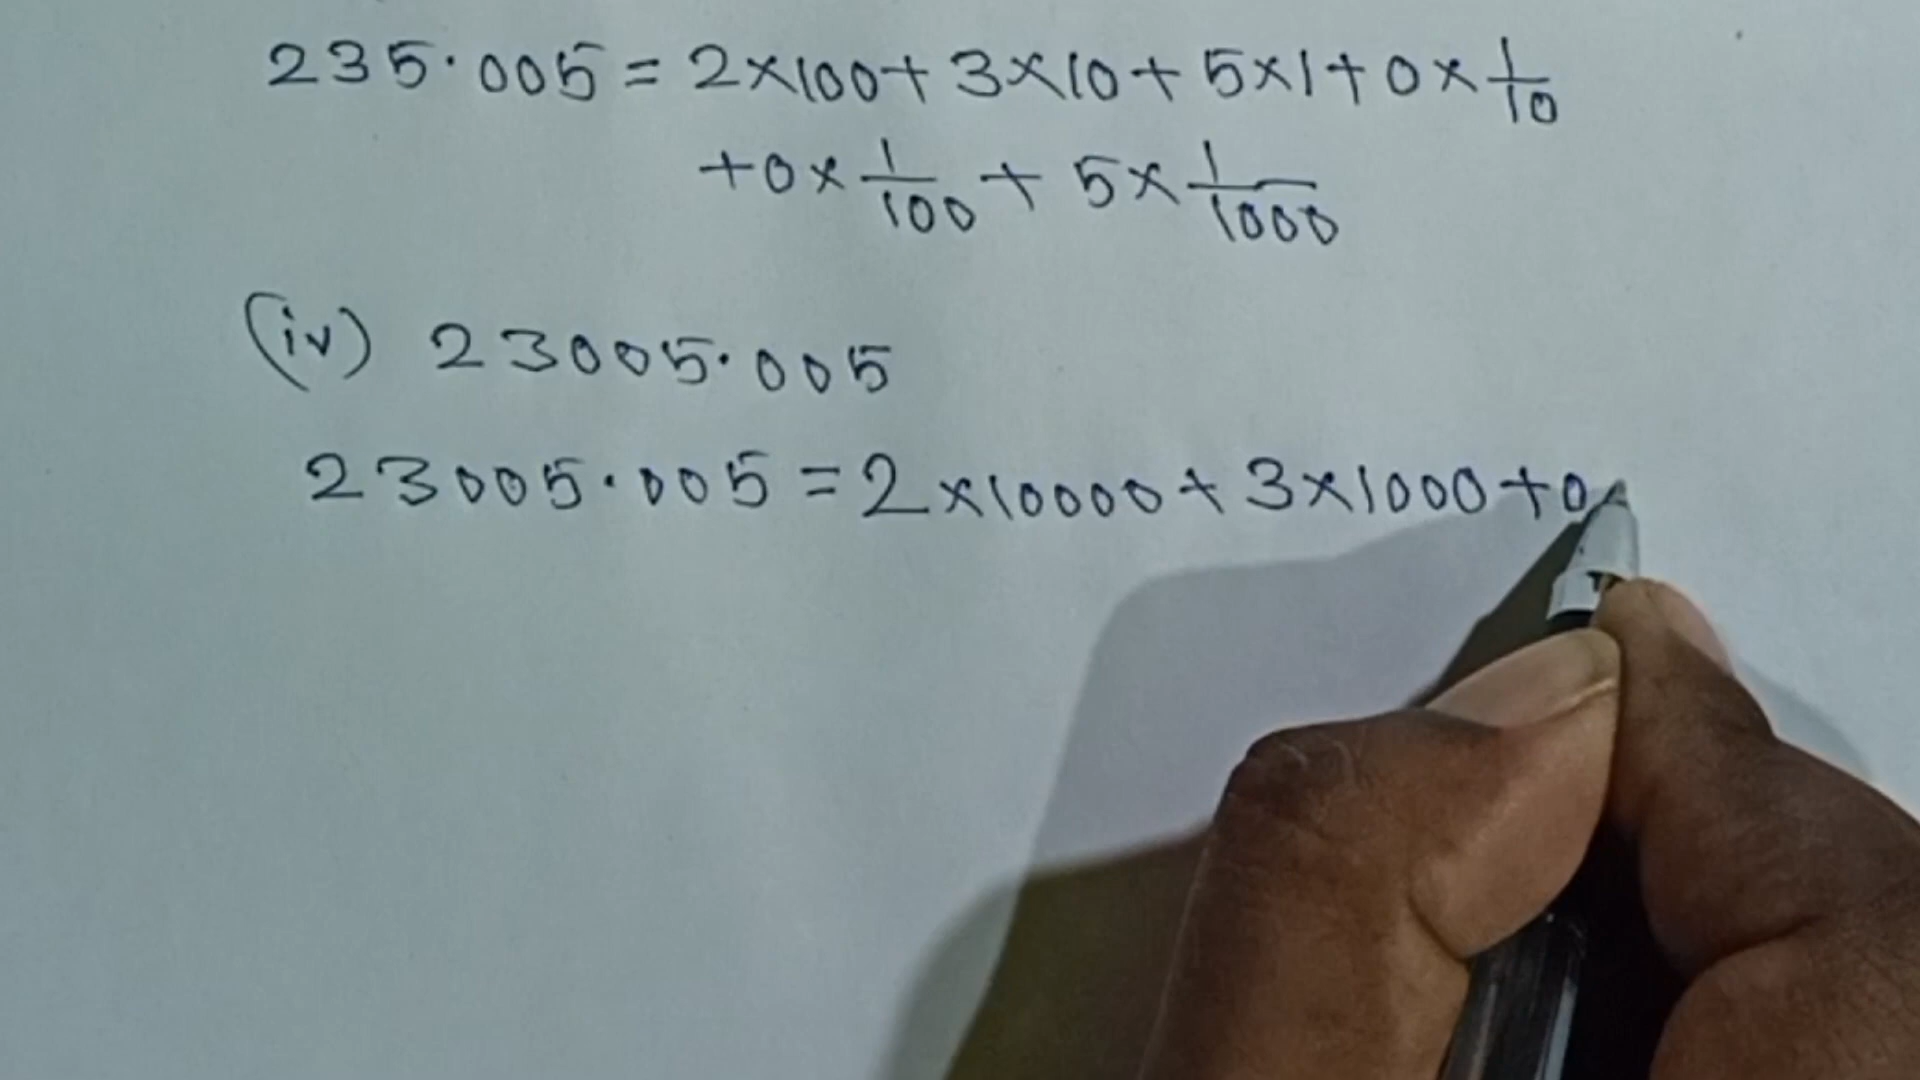 235.005 = 2×100 + 3×10 + 5×1 + 0×1/10
+0×1/100 + 5×1/1000
(iv) 23005.005
23005.005 = 2×10000 + 3×1000 + 0